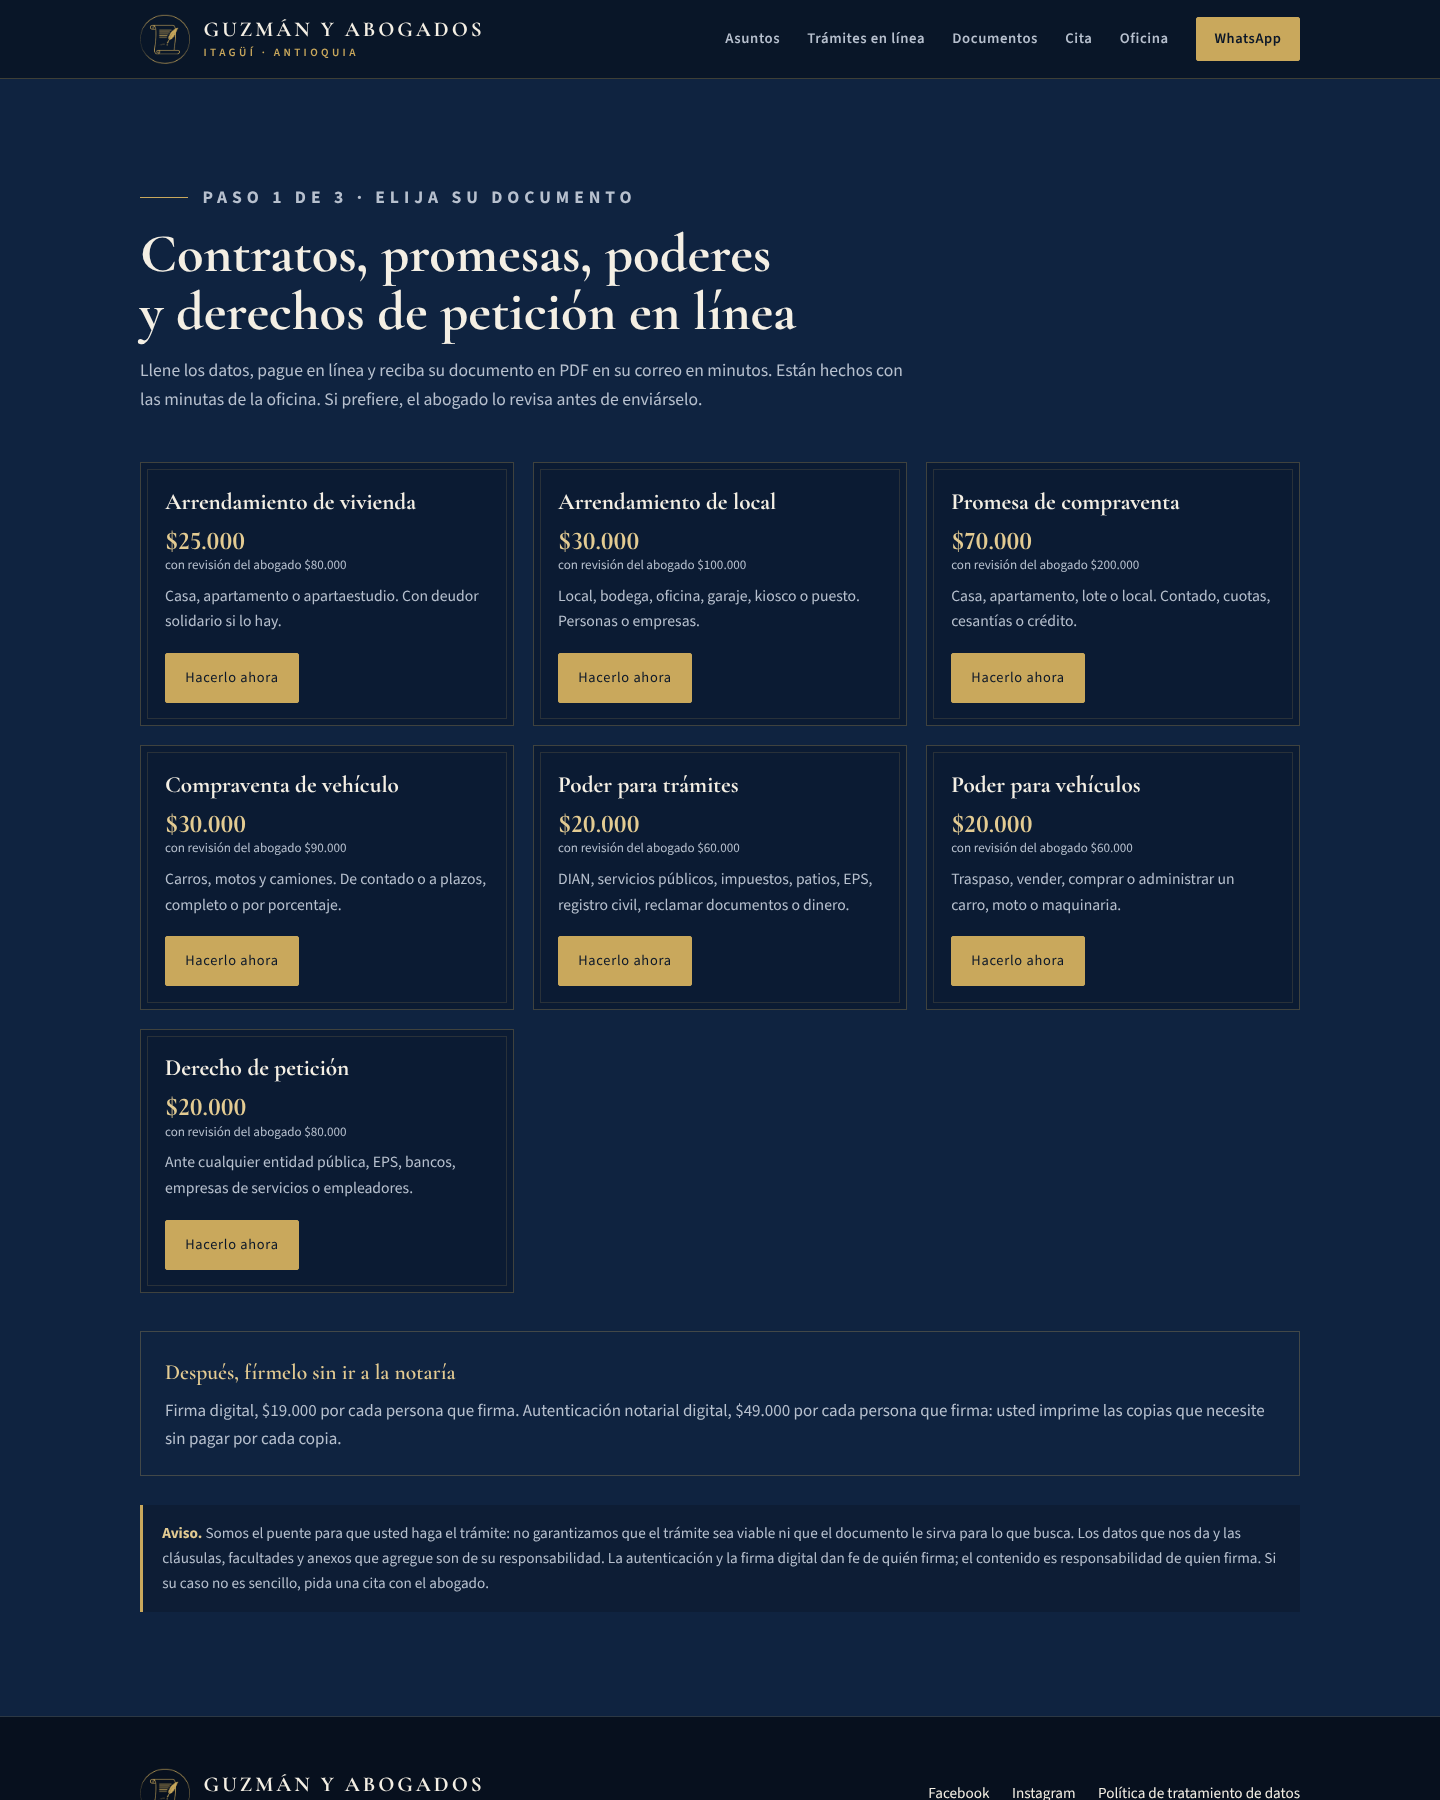 GUZMÁN Y ABOGADOS
ITAGÜÍ · ANTIOQUIA
Asuntos
Trámites en línea
Documentos
Cita
Oficina
WhatsApp
PASO 1 DE 3 · ELIJA SU DOCUMENTO
Contratos, promesas, poderes
y derechos de petición en línea
Llene los datos, pague en línea y reciba su documento en PDF en su correo en minutos. Están hechos con
las minutas de la oficina. Si prefiere, el abogado lo revisa antes de enviárselo.
Arrendamiento de vivienda
$25.000
con revisión del abogado $80.000
Casa, apartamento o apartaestudio. Con deudor
solidario si lo hay.
Hacerlo ahora
Arrendamiento de local
$30.000
con revisión del abogado $100.000
Local, bodega, oficina, garaje, kiosco o puesto.
Personas o empresas.
Hacerlo ahora
Promesa de compraventa
$70.000
con revisión del abogado $200.000
Casa, apartamento, lote o local. Contado, cuotas,
cesantías o crédito.
Hacerlo ahora
Compraventa de vehículo
$30.000
con revisión del abogado $90.000
Carros, motos y camiones. De contado o a plazos,
completo o por porcentaje.
Hacerlo ahora
Poder para trámites
$20.000
con revisión del abogado $60.000
DIAN, servicios públicos, impuestos, patios, EPS,
registro civil, reclamar documentos o dinero.
Hacerlo ahora
Poder para vehículos
$20.000
con revisión del abogado $60.000
Traspaso, vender, comprar o administrar un
carro, moto o maquinaria.
Hacerlo ahora
Derecho de petición
$20.000
con revisión del abogado $80.000
Ante cualquier entidad pública, EPS, bancos,
empresas de servicios o empleadores.
Hacerlo ahora
Después, fírmelo sin ir a la notaría
Firma digital, $19.000 por cada persona que firma. Autenticación notarial digital, $49.000 por cada persona que firma: usted imprime las copias que necesite
sin pagar por cada copia.
Aviso. Somos el puente para que usted haga el trámite: no garantizamos que el trámite sea viable ni que el documento le sirva para lo que busca. Los datos que nos da y las
cláusulas, facultades y anexos que agregue son de su responsabilidad. La autenticación y la firma digital dan fe de quién firma; el contenido es responsabilidad de quien firma. Si
su caso no es sencillo, pida una cita con el abogado.
GUZMÁN Y ABOGADOS
Facebook
Instagram
Política de tratamiento de datos